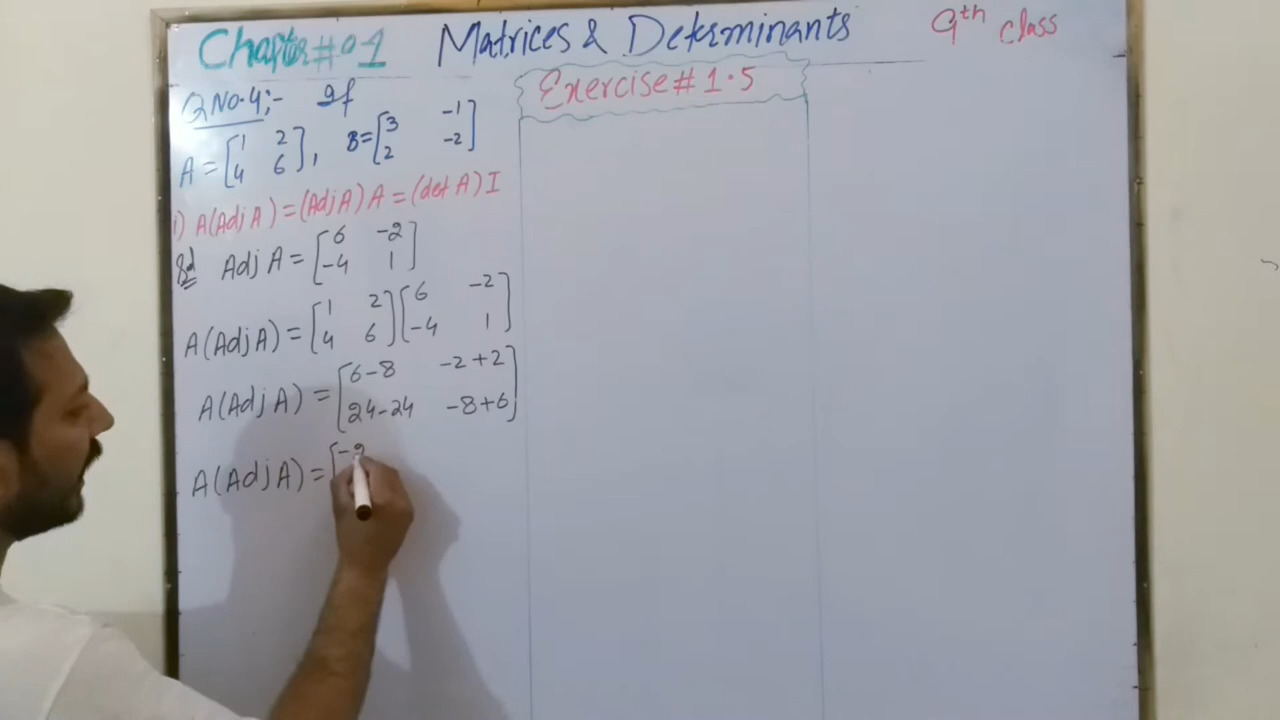 Chapter# 01 Matrices & Determinants 9th class
Exercise# 1.5
Q No.4:- If
A = [1 2 4 6], B = [3 -1 2 -2]
i) A(Adj A) = (Adj A) A = (det A) I
Sol Adj A = [6 -2 -4 1]
A(Adj A) = [1 2 4 6] [6 -2 -4 1]
A(Adj A) = [6-8 -2+2 24-24 -8+6]
A(Adj A) = [-2